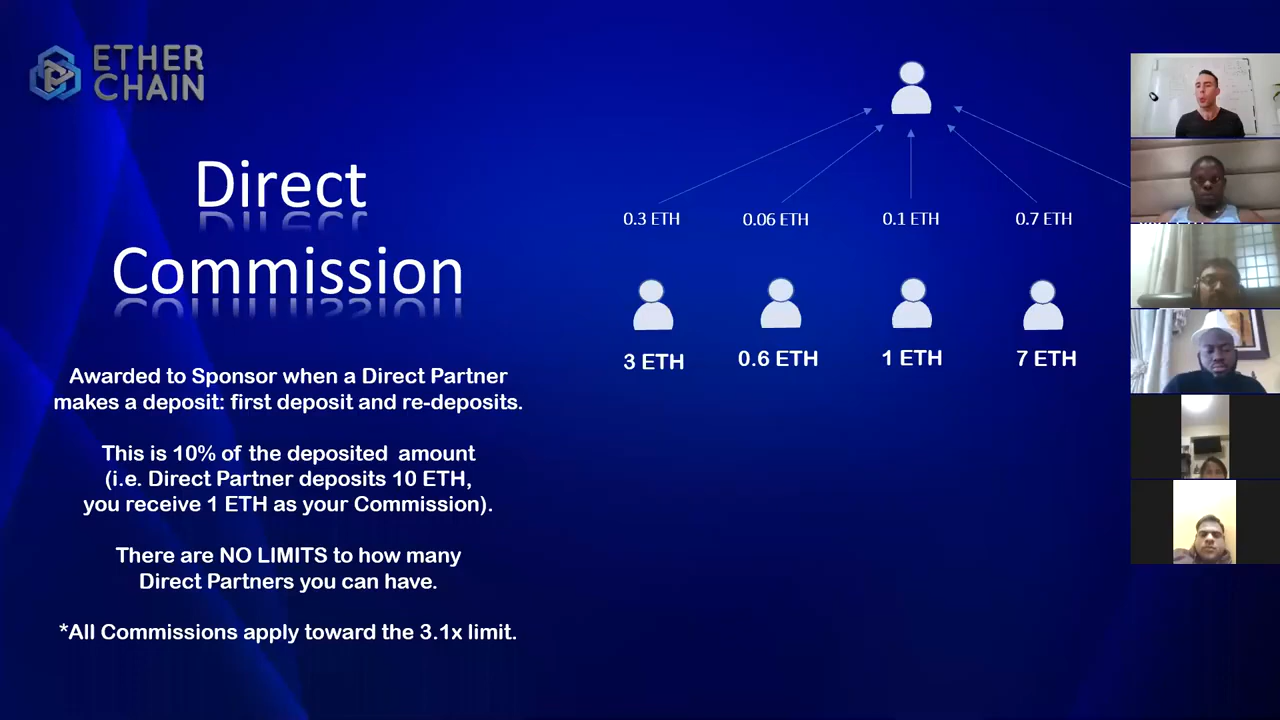 ETHER
CHAIN
Direct
Commission
Awarded to Sponsor when a Direct Partner
makes a deposit: first deposit and re-deposits.
This is 10% of the deposited amount
(i.e. Direct Partner deposits 10 ETH,
you receive 1 ETH as your Commission).
There are NO LIMITS to how many
Direct Partners you can have.
*All Commissions apply toward the 3.1x limit.
0.3 ETH 0.06 ETH 0.1 ETH 0.7 ETH
3 ETH 0.6 ETH 1 ETH 7 ETH